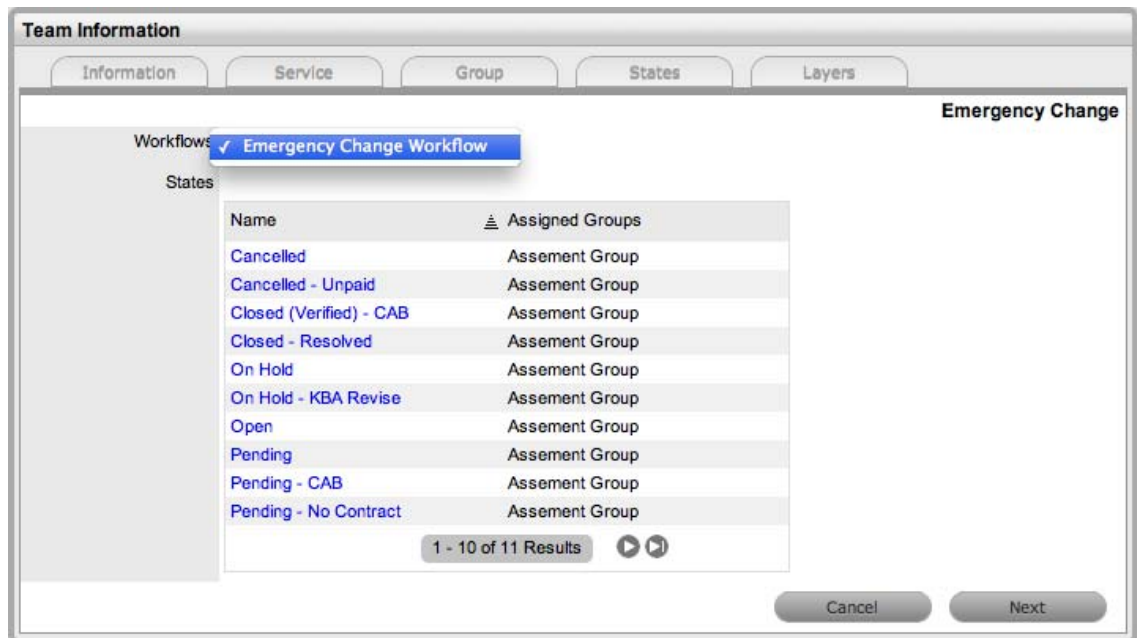 Team Information
Information Service Group States Layers
Emergency Change
Workflows ✓ Emergency Change Workflow
States
Name Assigned Groups
Cancelled Assement Group
Cancelled - Unpaid Assement Group
Closed (Verified) - CAB Assement Group
Closed - Resolved Assement Group
On Hold Assement Group
On Hold - KBA Revise Assement Group
Open Assement Group
Pending Assement Group
Pending - CAB Assement Group
Pending - No Contract Assement Group
1 - 10 of 11 Results
Cancel Next